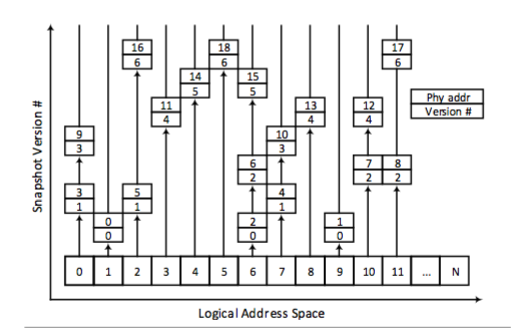 16 18 17
6 6 6
14 15
5 5
11 13 12
4 4 4
Phy addr
Version #
9 10
3 3
6 7 8
2 2 2
3 5 4
1 1 1
0 2 1
0 0 0
0 1 2 3 4 5 6 7 8 9 10 11 ... N
Logical Address Space
Snapshot Version #